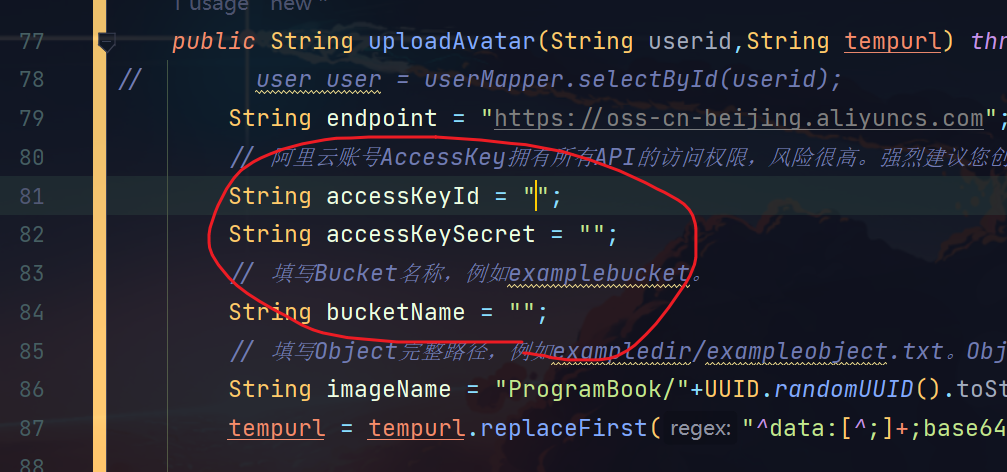 1 usage new *
77 public String uploadAvatar(String userid,String tempurl) thr
78 // user user = userMapper.selectById(userid);
79 String endpoint = "https://oss-cn-beijing.aliyuncs.com";
80 // 阿里云账号AccessKey拥有所有API的访问权限，风险很高。强烈建议您创
81 String accessKeyId = "";
82 String accessKeySecret = "";
83 // 填写Bucket名称，例如examplebucket。
84 String bucketName = "";
85 // 填写Object完整路径，例如exampledir/exampleobject.txt。Obj
86 String imageName = "ProgramBook/"+UUID.randomUUID().toSt
87 tempurl = tempurl.replaceFirst( regex: "^data:[^;]+;base64
88